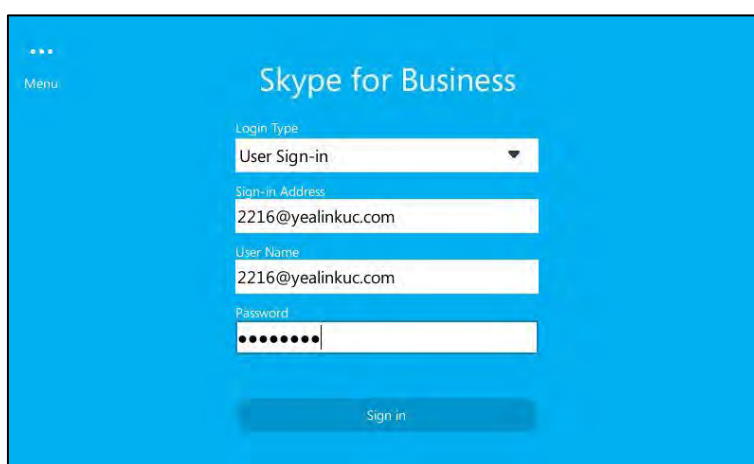 Menu
Skype for Business
Login Type
User Sign-in
Sign-in Address
2216@yealinkuc.com
User Name
2216@yealinkuc.com
Password
••••••••
Sign in